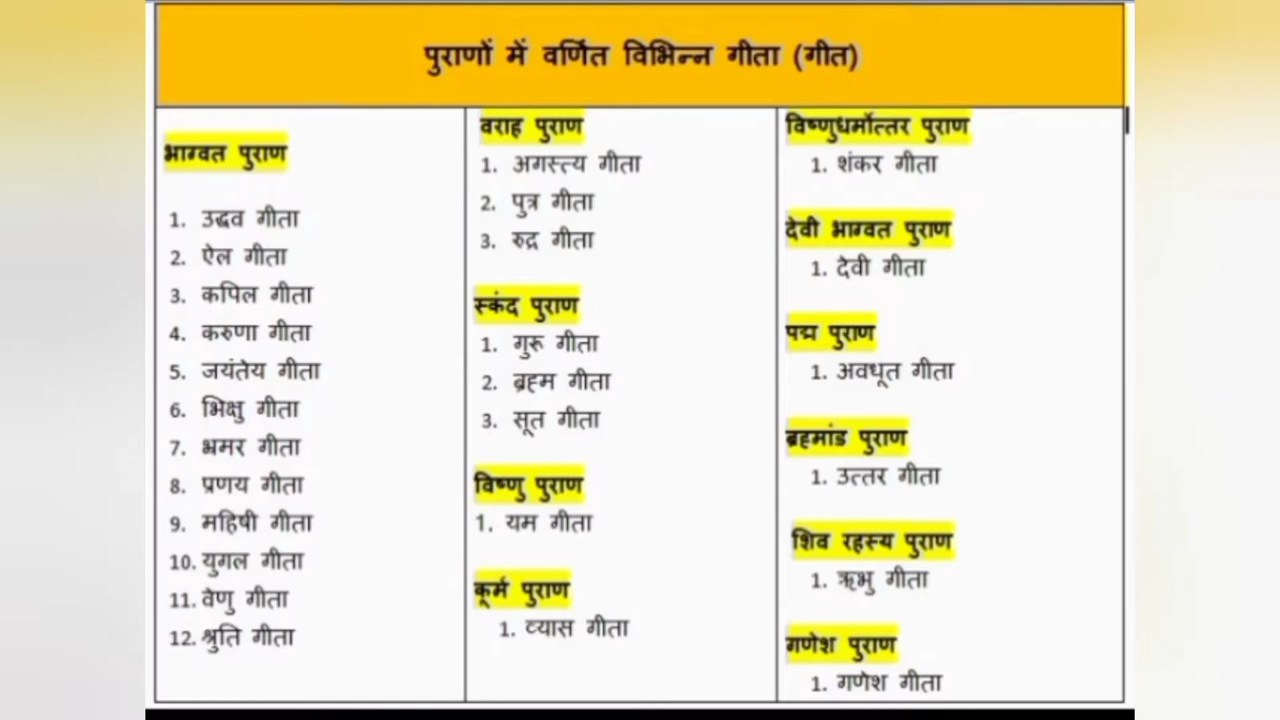 पुराणों में वर्णित विभिन्न गीता (गीत)
भाग्वत पुराण
1. उद्धव गीता
2. ऐल गीता
3. कपिल गीता
4. करुणा गीता
5. जयंतेय गीता
6. भिक्षु गीता
7. भ्रमर गीता
8. प्रणय गीता
9. महिषी गीता
10. युगल गीता
11. वेणु गीता
12. श्रुति गीता
वराह पुराण
1. अगस्त्य गीता
2. पुत्र गीता
3. रुद्र गीता
स्कंद पुराण
1. गुरू गीता
2. ब्रह्म गीता
3. सूत गीता
विष्णु पुराण
1. यम गीता
कूर्म पुराण
1. व्यास गीता
विष्णुधर्मोत्तर पुराण
1. शंकर गीता
देवी भाग्वत पुराण
1. देवी गीता
पद्म पुराण
1. अवधूत गीता
ब्रह्मांड पुराण
1. उत्तर गीता
शिव रहस्य पुराण
1. ऋभु गीता
गणेश पुराण
1. गणेश गीता